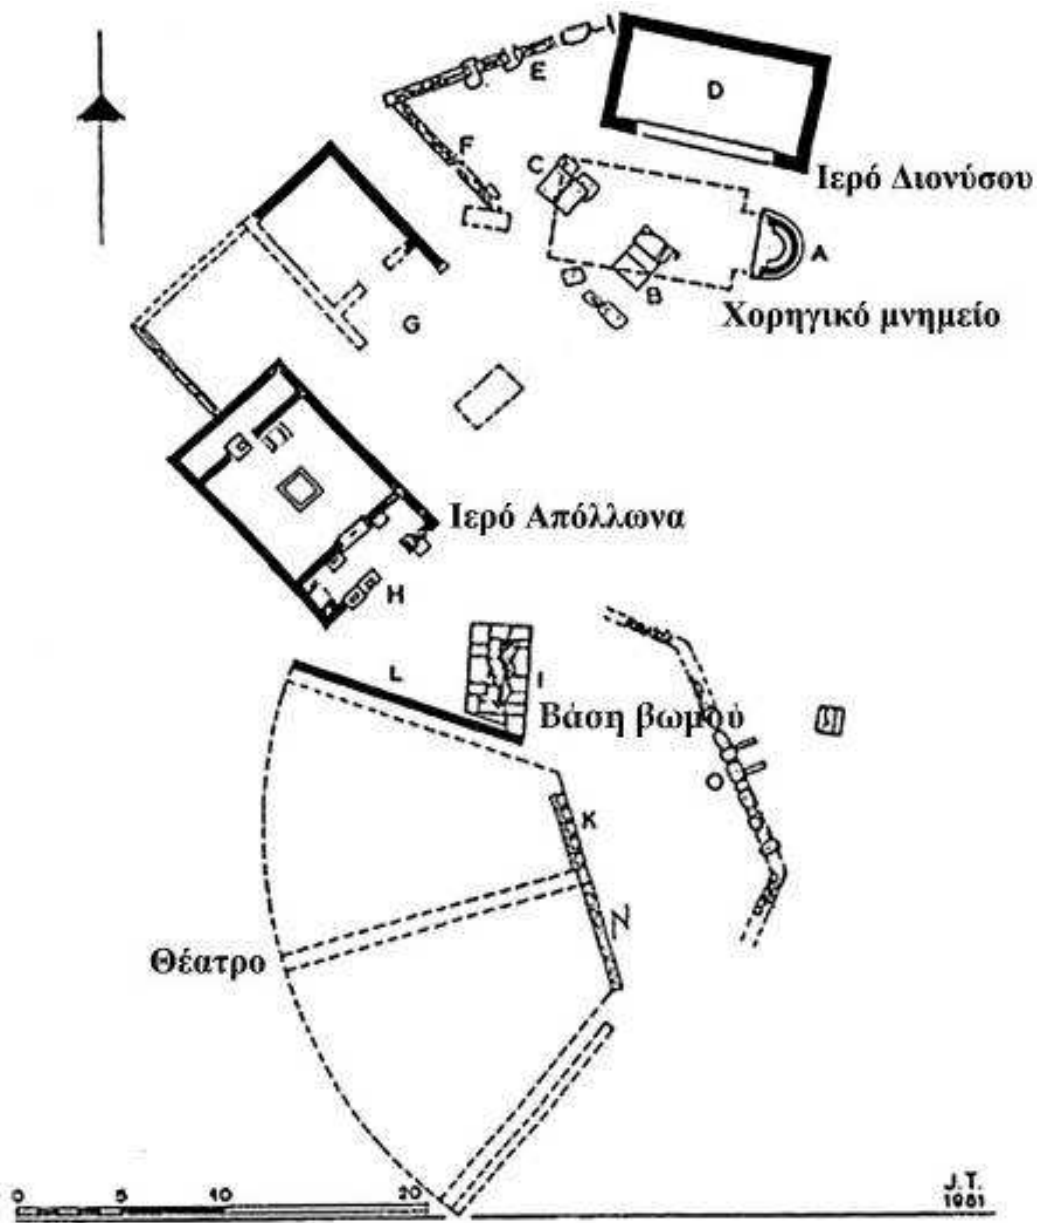 E
D
F
C
Ιερό Διονύσου
A
B
Χορηγικό μνημείο
G
Ιερό Απόλλωνα
H
L
I
Βάση βωμού
K
Θέατρο
0 5 10 20
J.T.
1981